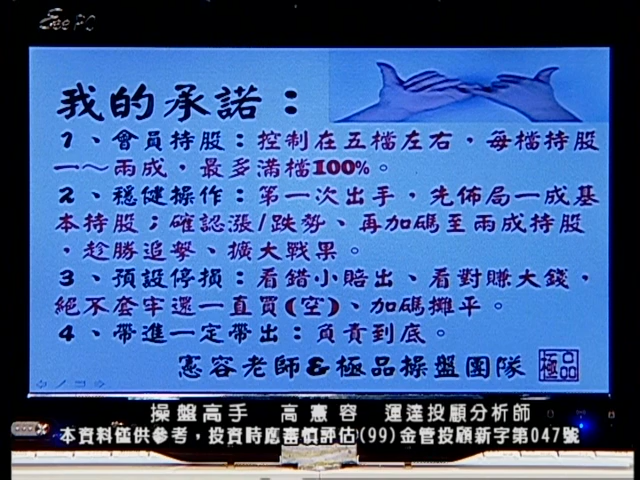 Eee PC
我的承諾：
1、會員持股：控制在五檔左右，每檔持股
一～兩成，最多滿檔100%。
2、穩健操作：第一次出手，先佈局一成基
本持股；確認漲/跌勢、再加碼至兩成持股
，趁勝追擊、擴大戰果。
3、預設停損：看錯小賠出、看對賺大錢，
絕不套牢還一直買(空)、加碼攤平。
4、帶進一定帶出：負責到底。
憲容老師&極品操盤團隊 極品
操盤高手 高憲容 運達投顧分析師
本資料僅供參考，投資時應審慎評估(99)金管投顧新字第047號